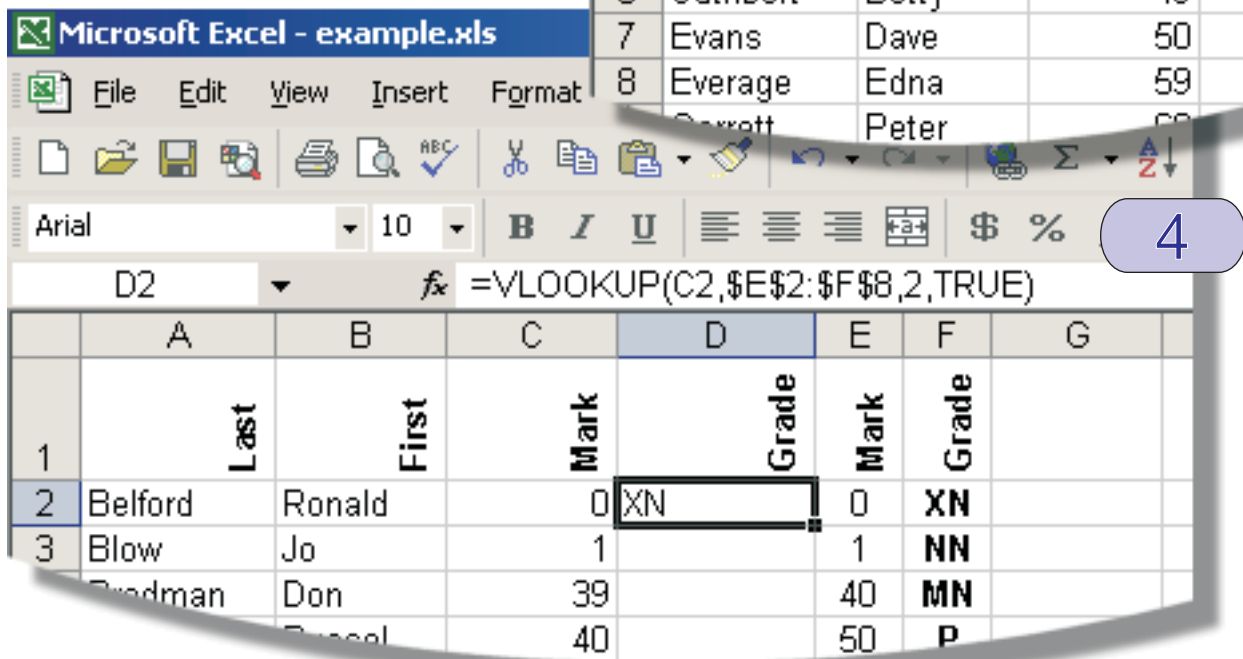 Microsoft Excel - example.xls
7 Evans Dave 50
8 Everage Edna 59
Peter
File Edit View Insert Format
ABC
Σ A Z
Arial 10 B I U a $ %
4
D2 fx =VLOOKUP(C2,$E$2:$F$8,2,TRUE)
A B C D E F G
1 Last First Mark Grade Mark Grade
2 Belford Ronald 0 XN 0 XN
3 Blow Jo 1 1 NN
Don 39 40 MN
40 50 P